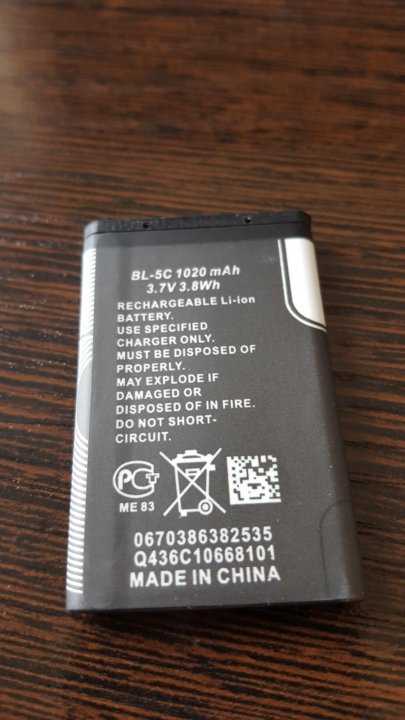 BL-5C 1020 mAh
3.7V 3.8Wh
RECHARGEABLE Li-ion
BATTERY.
USE SPECIFIED
CHARGER ONLY.
MUST BE DISPOSED OF
PROPERLY.
MAY EXPLODE IF
DAMAGED OR
DISPOSED OF IN FIRE.
DO NOT SHORT-
CIRCUIT.
РСТ
ME 83
0670386382535
Q436C10668101
MADE IN CHINA